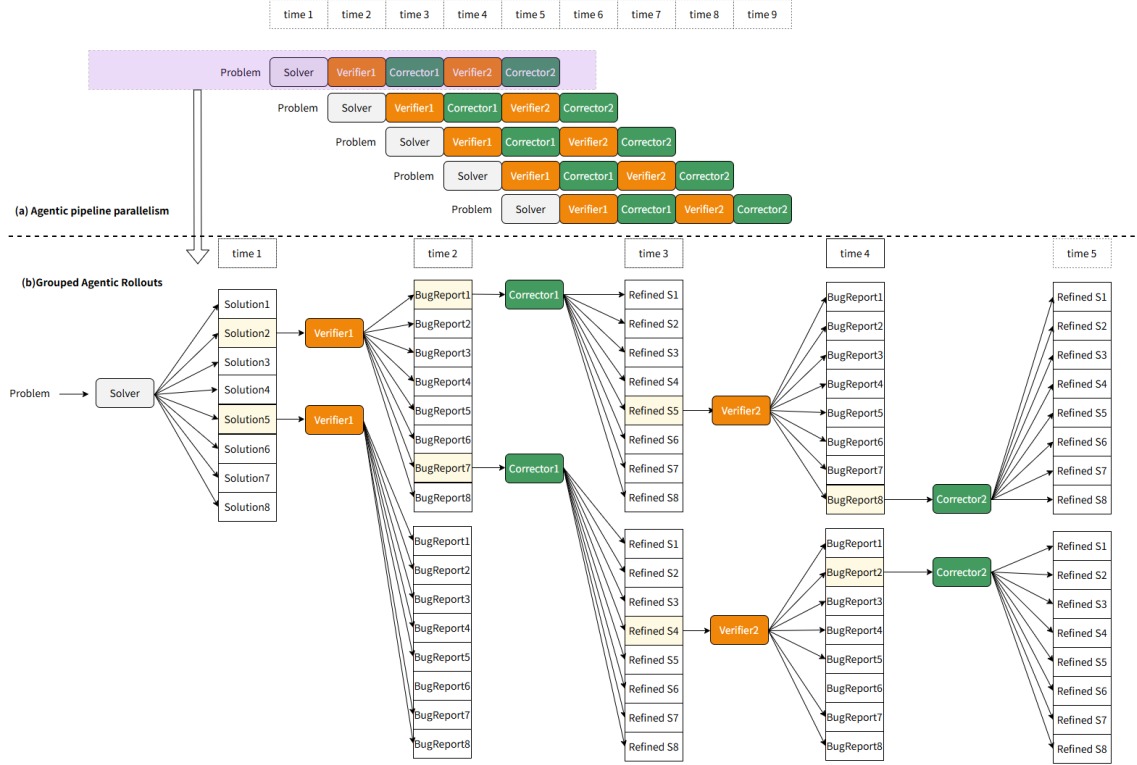 time 1 time 2 time 3 time 4 time 5 time 6 time 7 time 8 time 9
Problem Solver Verifier1 Corrector1 Verifier2 Corrector2
Problem Solver Verifier1 Corrector1 Verifier2 Corrector2
Problem Solver Verifier1 Corrector1 Verifier2 Corrector2
Problem Solver Verifier1 Corrector1 Verifier2 Corrector2
Problem Solver Verifier1 Corrector1 Verifier2 Corrector2
(a) Agentic pipeline parallelism
time 1 time 2 time 3 time 4 time 5
(b)Grouped Agentic Rollouts
Problem
Solver
Solution1
Solution2
Solution3
Solution4
Solution5
Solution6
Solution7
Solution8
Verifier1
Verifier1
BugReport1
BugReport2
BugReport3
BugReport4
BugReport5
BugReport6
BugReport7
BugReport8
BugReport1
BugReport2
BugReport3
BugReport4
BugReport5
BugReport6
BugReport7
BugReport8
Corrector1
Corrector1
Refined S1
Refined S2
Refined S3
Refined S4
Refined S5
Refined S6
Refined S7
Refined S8
Refined S1
Refined S2
Refined S3
Refined S4
Refined S5
Refined S6
Refined S7
Refined S8
Verifier2
Verifier2
BugReport1
BugReport2
BugReport3
BugReport4
BugReport5
BugReport6
BugReport7
BugReport8
BugReport1
BugReport2
BugReport3
BugReport4
BugReport5
BugReport6
BugReport7
BugReport8
Corrector2
Corrector2
Refined S1
Refined S2
Refined S3
Refined S4
Refined S5
Refined S6
Refined S7
Refined S8
Refined S1
Refined S2
Refined S3
Refined S4
Refined S5
Refined S6
Refined S7
Refined S8